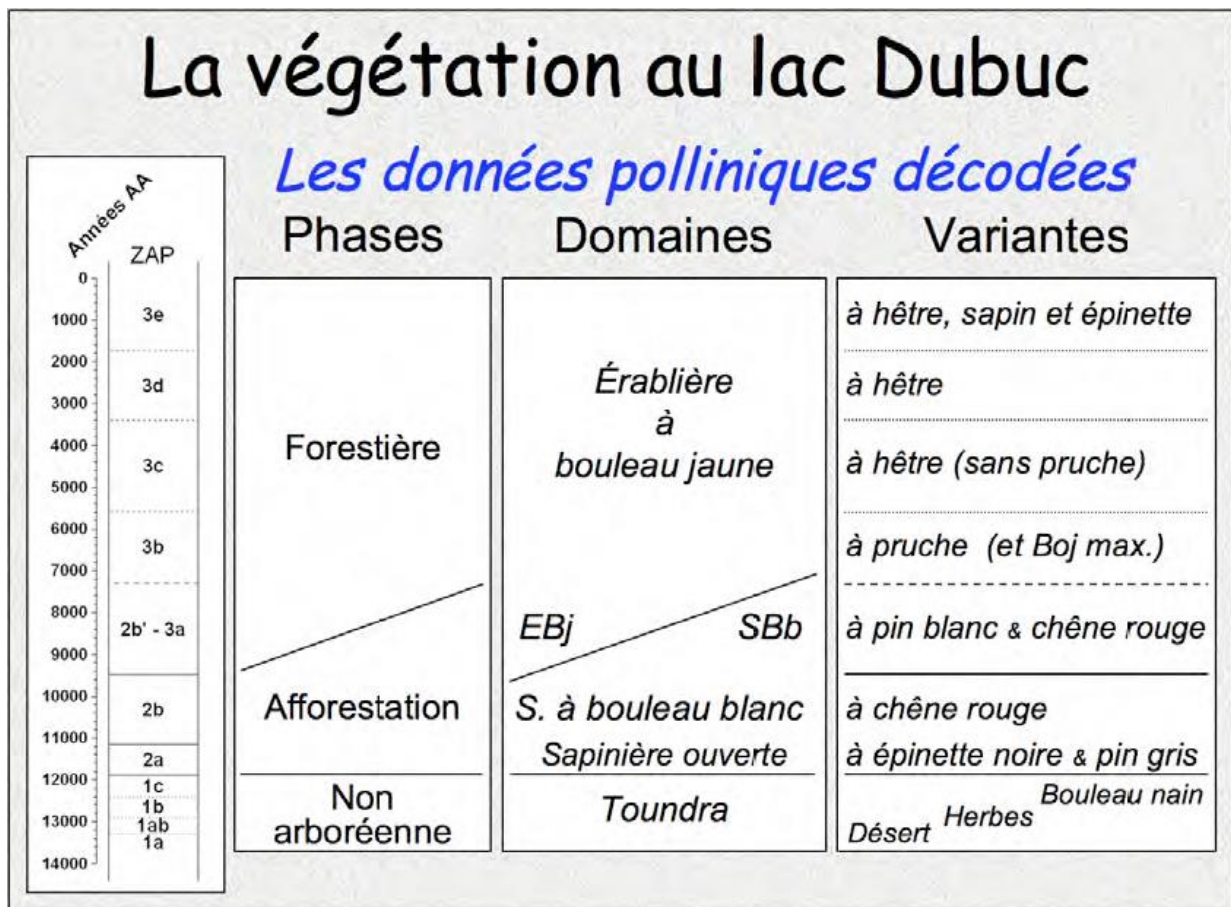 La végétation au lac Dubuc
Les données polliniques décodées
Années AA
ZAP
0
1000
2000
3000
4000
5000
6000
7000
8000
9000
10000
11000
12000
13000
14000
3e
3d
3c
3b
2b' - 3a
2b
2a
1c
1b
1ab
1a
Phases
Forestière
Afforestation
Non
arboréenne
Domaines
Érablière
à
bouleau jaune
EBj
SBb
S. à bouleau blanc
Sapinière ouverte
Toundra
Variantes
à hêtre, sapin et épinette
à hêtre
à hêtre (sans pruche)
à pruche (et Boj max.)
à pin blanc & chêne rouge
à chêne rouge
à épinette noire & pin gris
Bouleau nain
Herbes
Désert